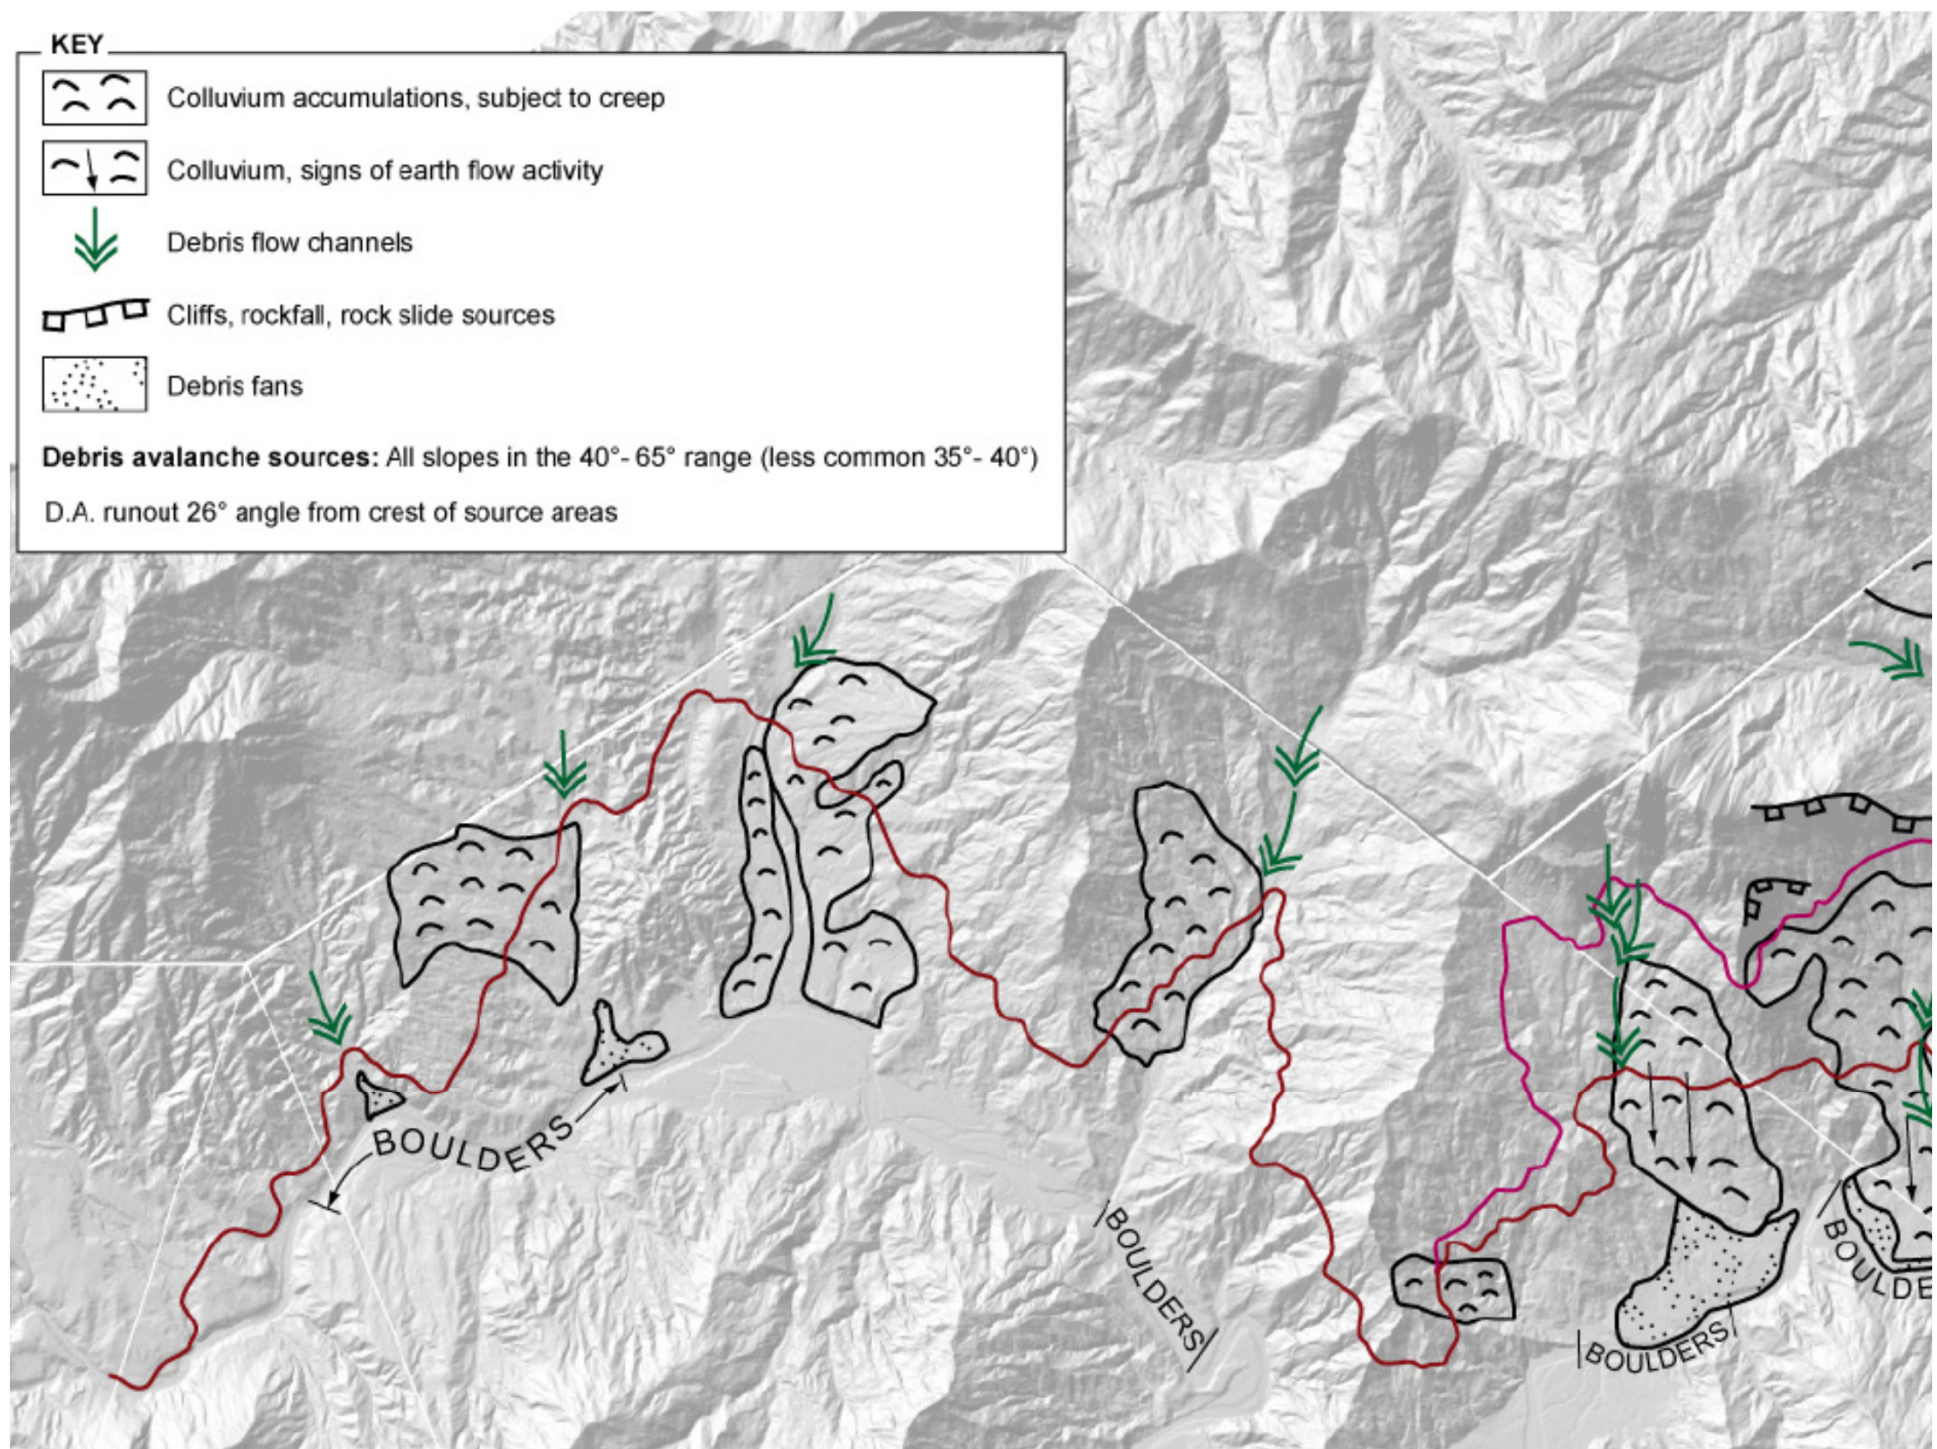 KEY
Colluvium accumulations, subject to creep
Colluvium, signs of earth flow activity
Debris flow channels
Cliffs, rockfall, rock slide sources
Debris fans
Debris avalanche sources: All slopes in the 40°- 65° range (less common 35°- 40°)
D.A. runout 26° angle from crest of source areas
BOULDERS
BOULDERS
BOULDERS
BOULDE